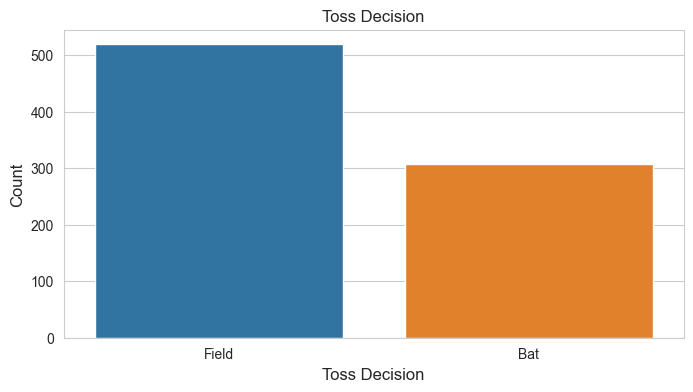 Toss Decision
500
400
300
200
100
0
Count
Field
Bat
Toss Decision